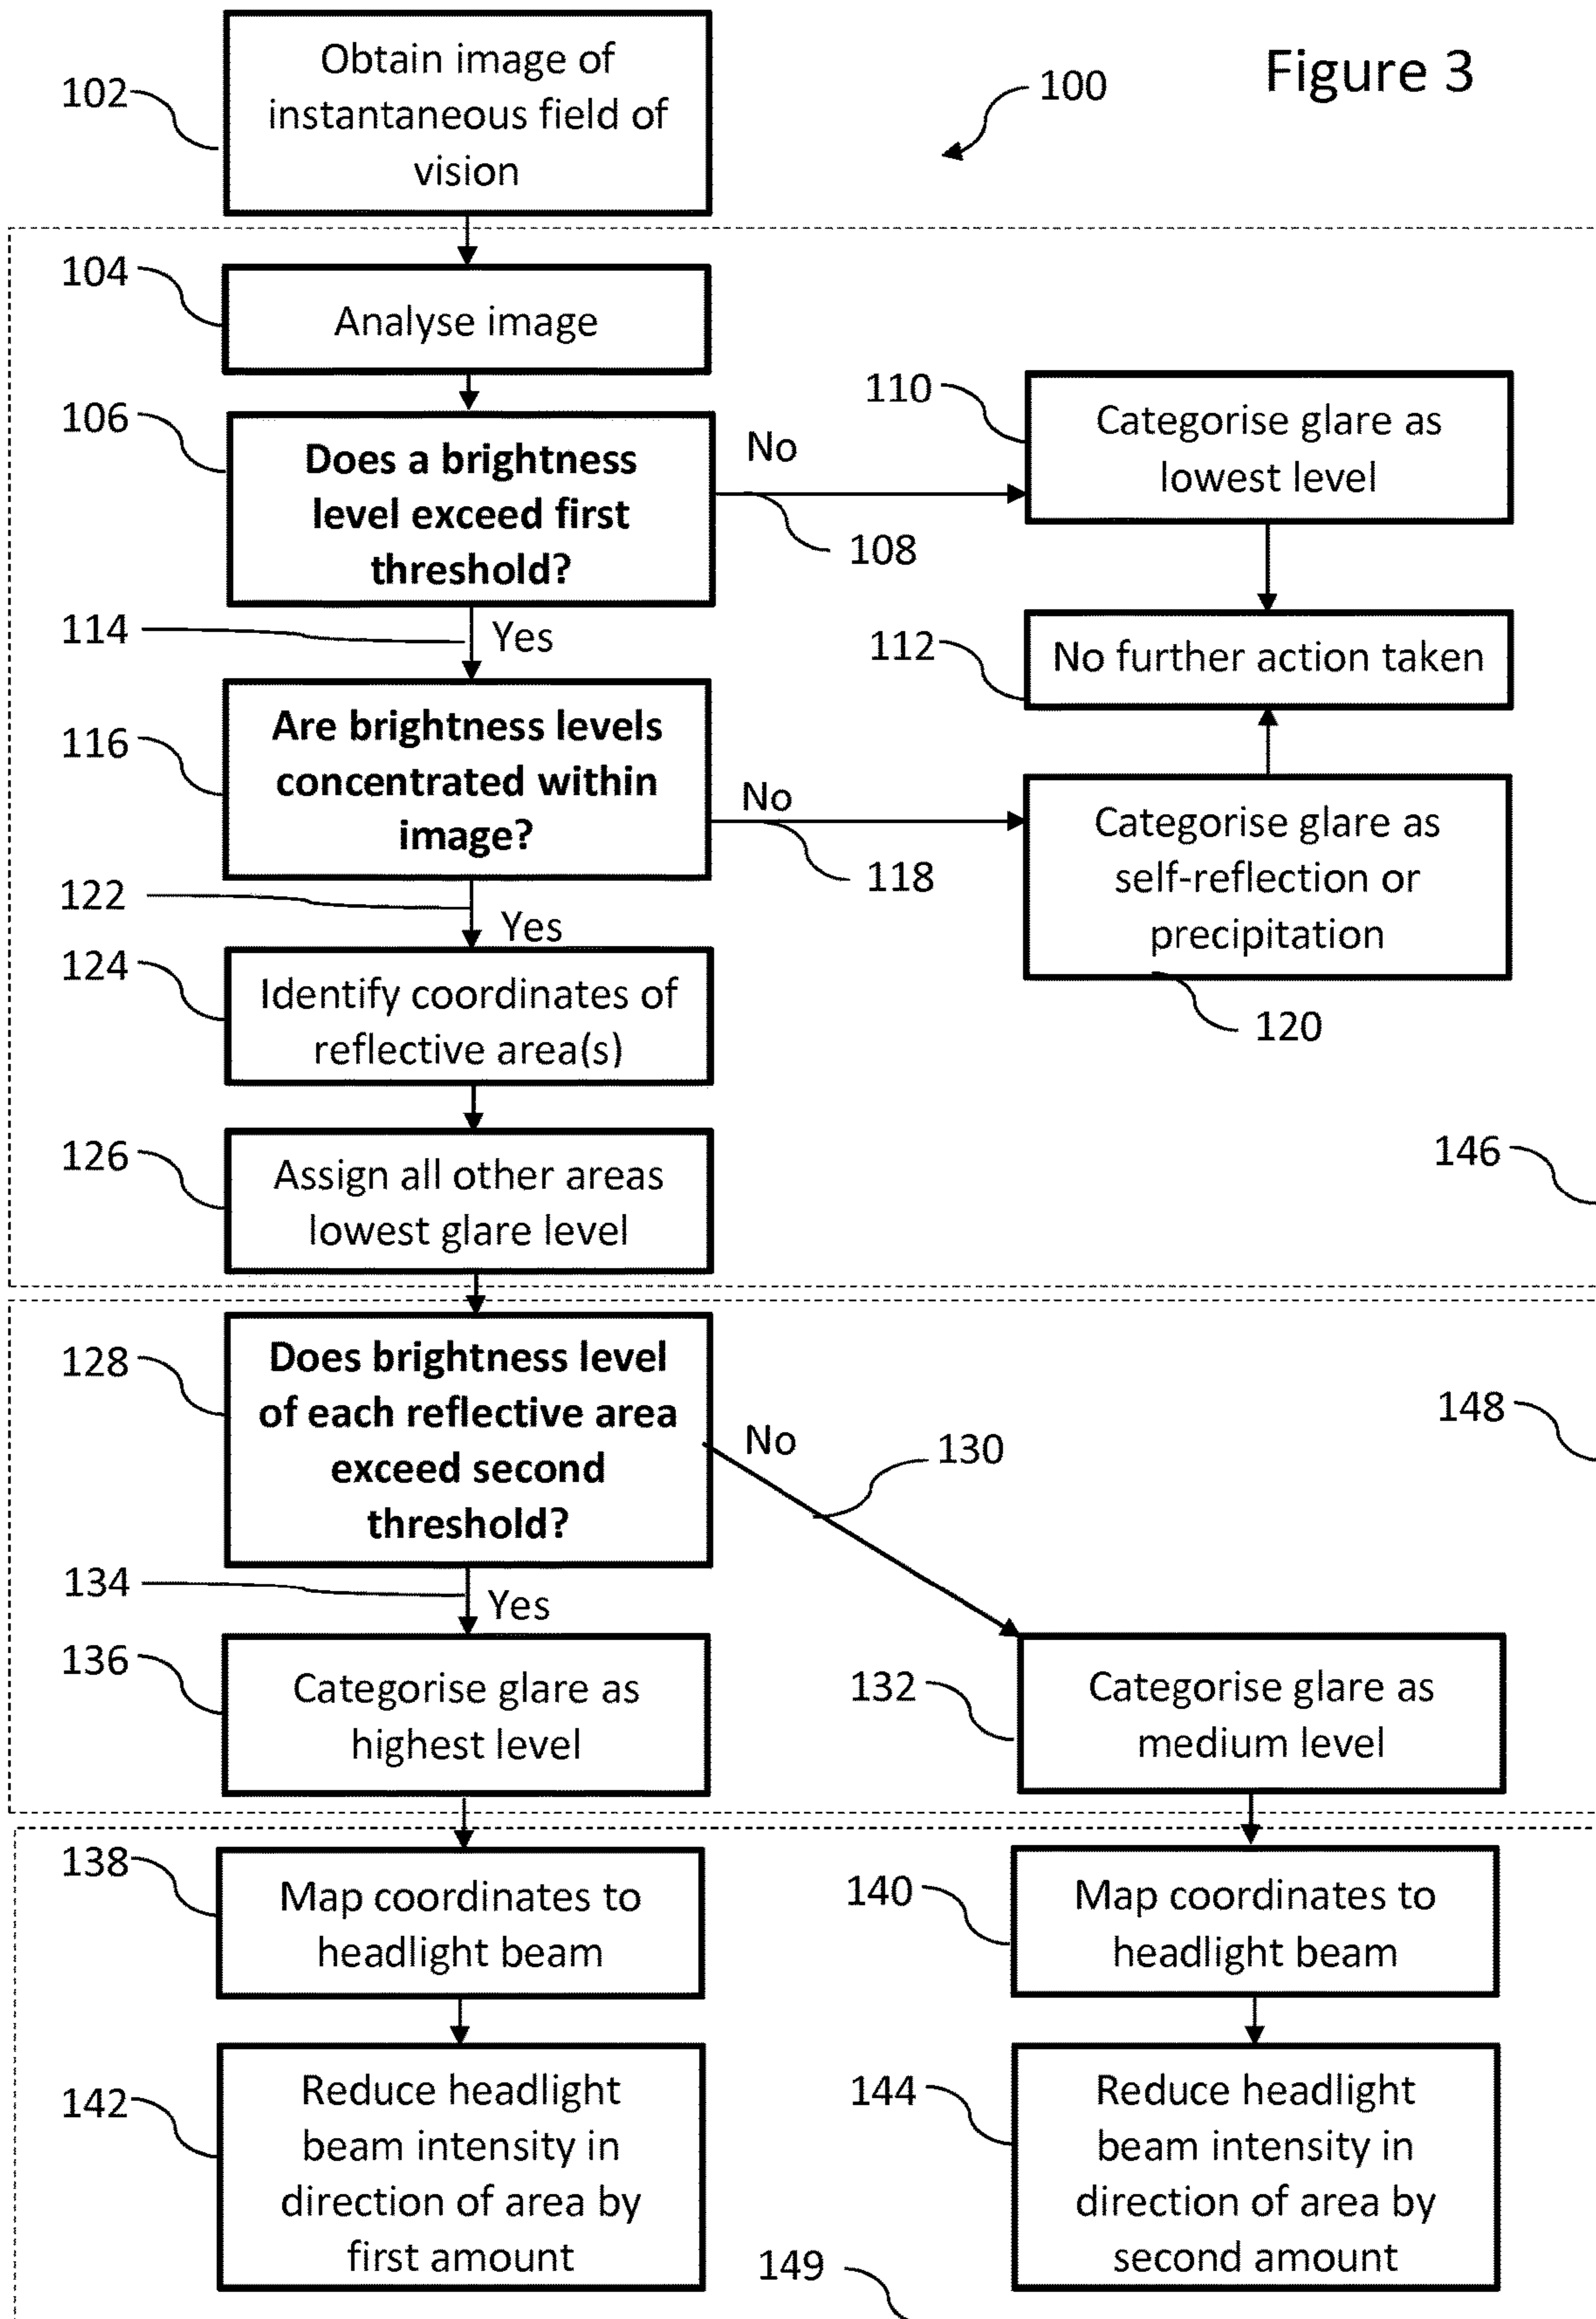 Figure 3
100
102
Obtain image of
instantaneous field of
vision
104
Analyse image
106
Does a brightness
level exceed first
threshold?
No
108
110
Categorise glare as
lowest level
114
Yes
112
No further action taken
116
Are brightness levels
concentrated within
image?
No
118
Categorise glare as
self-reflection or
precipitation
120
122
Yes
124
Identify coordinates of
reflective area(s)
126
Assign all other areas
lowest glare level
146
128
Does brightness level
of each reflective area
exceed second
threshold?
No
130
148
134
Yes
136
Categorise glare as
highest level
132
Categorise glare as
medium level
138
Map coordinates to
headlight beam
140
Map coordinates to
headlight beam
142
Reduce headlight
beam intensity in
direction of area by
first amount
144
Reduce headlight
beam intensity in
direction of area by
second amount
149